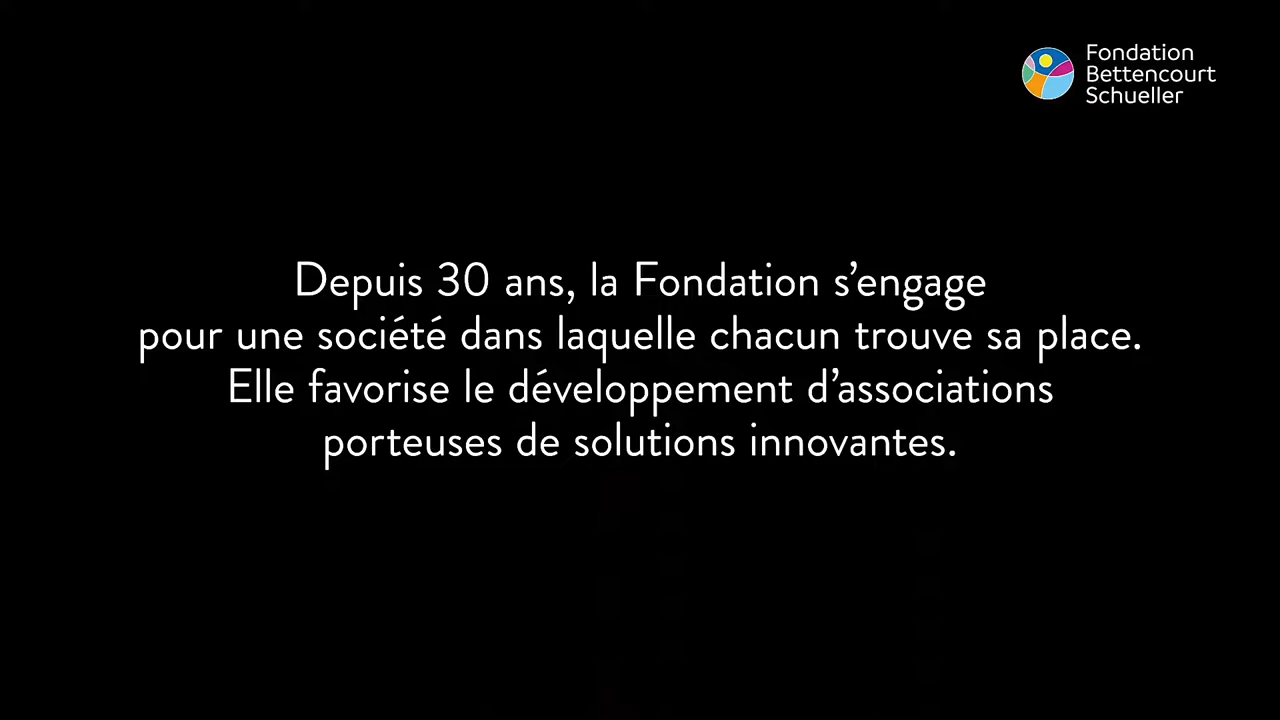 Fondation
Bettencourt
Schueller
Depuis 30 ans, la Fondation s’engage
pour une société dans laquelle chacun trouve sa place.
Elle favorise le développement d’associations
porteuses de solutions innovantes.